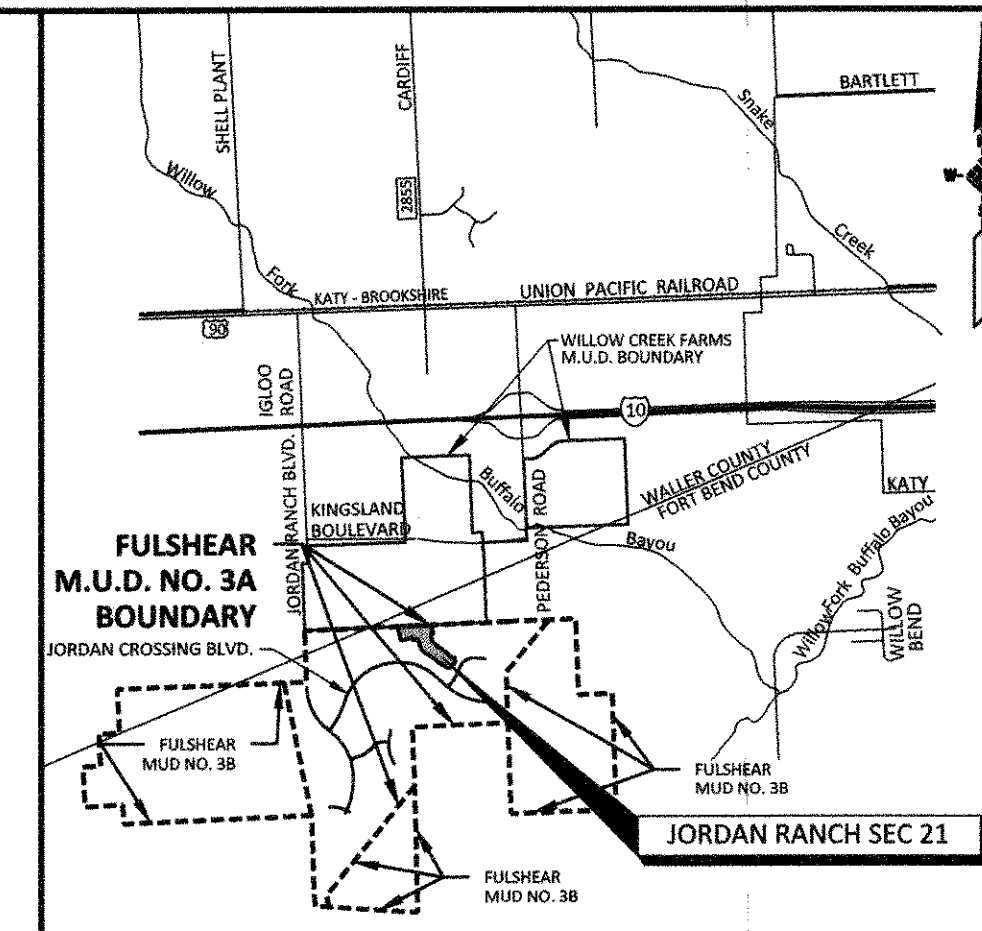 SHELL PLANT
CARDIFF
BARTLETT
Snake
Creek
W-
Willow
Fork
2855
KATY - BROOKSHIRE
UNION PACIFIC RAILROAD
90
WILLOW CREEK FARMS
M.U.D. BOUNDARY
IGLOO
ROAD
10
JORDAN RANCH BLVD.
KINGSLAND
BOULEVARD
Buffalo
Bayou
PEDERSON ROAD
WALLER COUNTY
FORT BEND COUNTY
KATY
Willow Fork Buffalo Bayou
WILLOW
BEND
FULSHEAR
M.U.D. NO. 3A
BOUNDARY
JORDAN CROSSING BLVD.
FULSHEAR
MUD NO. 3B
FULSHEAR
MUD NO. 3B
JORDAN RANCH SEC 21
FULSHEAR
MUD NO. 3B